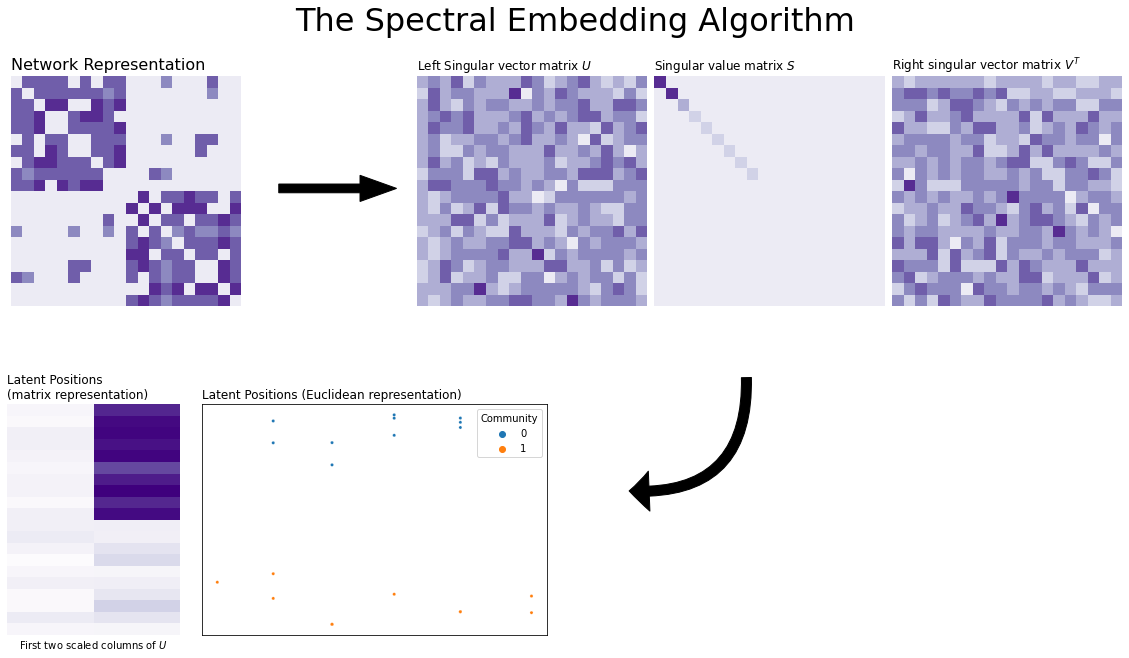 The Spectral Embedding Algorithm
Network Representation
Left Singular vector matrix U
Singular value matrix S
Right singular vector matrix V^T
Latent Positions
(matrix representation)
Latent Positions (Euclidean representation)
Community
0
1
First two scaled columns of U